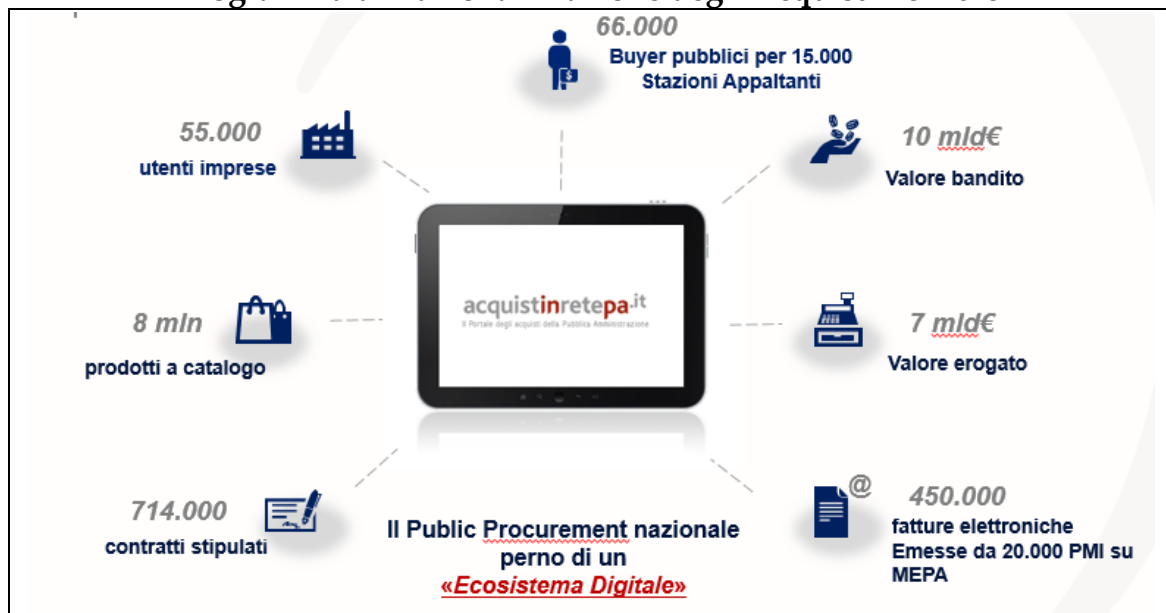 66.000
Buyer pubblici per 15.000
Stazioni Appaltanti
55.000
utenti imprese
10 mld€
Valore bandito
acquistinretepa.it
Il Portale degli acquisti della Pubblica Amministrazione
8 mln
prodotti a catalogo
7 mld€
Valore erogato
714.000
contratti stipulati
Il Public Procurement nazionale
perno di un
«Ecosistema Digitale»
@
450.000
fatture elettroniche
Emesse da 20.000 PMI su
MEPA